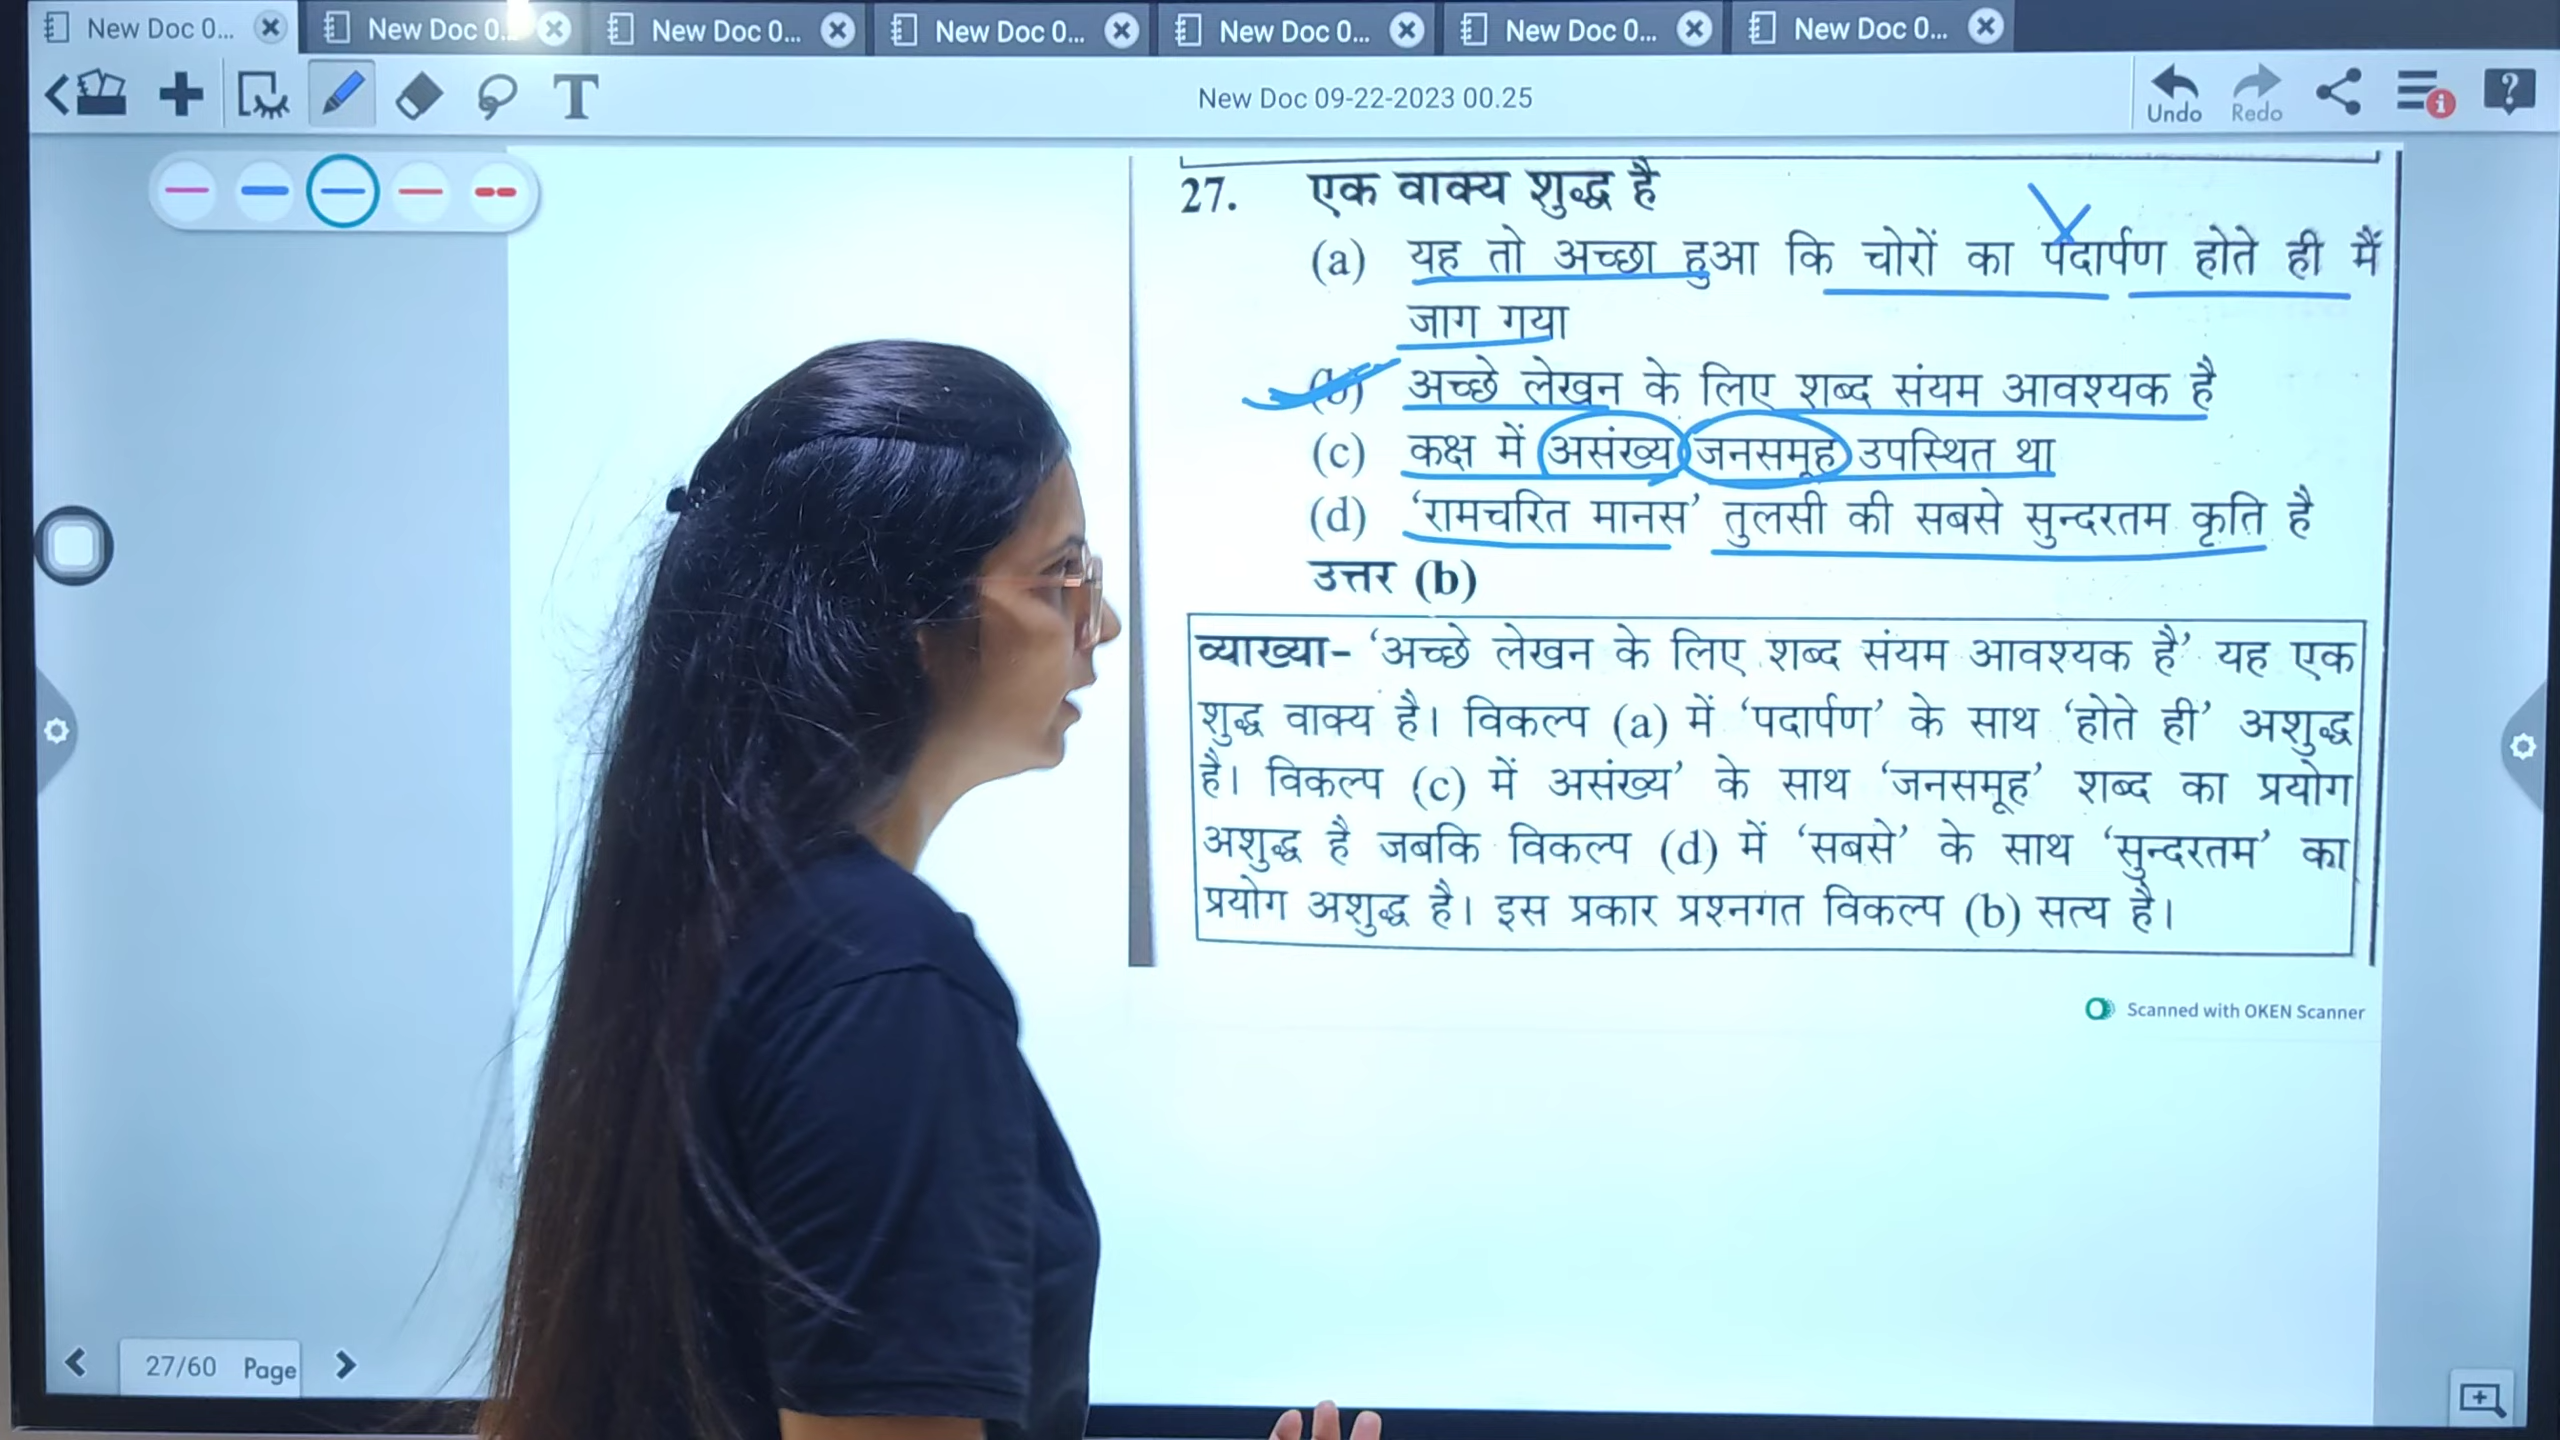 New Doc 0...
New Doc 0...
New Doc 0...
New Doc 0...
New Doc 0...
New Doc 0...
New Doc 0...
T
New Doc 09-22-2023 00.25
Undo
Redo
27. एक वाक्य शुद्ध है
(a) यह तो अच्छा हुआ कि चोरों का पदार्पण होते ही मैं
जाग गया
(b) अच्छे लेखन के लिए शब्द संयम आवश्यक है
(c) कक्ष में असंख्य जनसमूह उपस्थित था
(d) ‘रामचरित मानस’ तुलसी की सबसे सुन्दरतम कृति है
उत्तर (b)
व्याख्या- ‘अच्छे लेखन के लिए शब्द संयम आवश्यक है’ यह एक
शुद्ध वाक्य है। विकल्प (a) में ‘पदार्पण’ के साथ ‘होते ही’ अशुद्ध
है। विकल्प (c) में असंख्य’ के साथ ‘जनसमूह’ शब्द का प्रयोग
अशुद्ध है जबकि विकल्प (d) में ‘सबसे’ के साथ ‘सुन्दरतम’ का
प्रयोग अशुद्ध है। इस प्रकार प्रश्नगत विकल्प (b) सत्य है।
Scanned with OKEN Scanner
27/60 Page